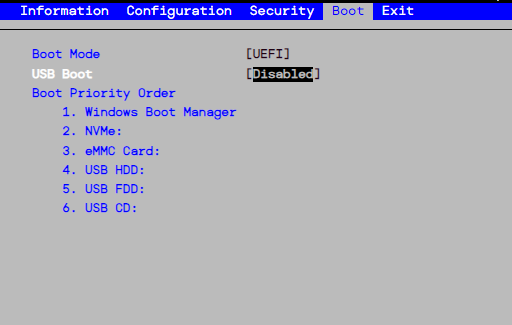 Information Configuration Security Boot Exit
Boot Mode [UEFI]
USB Boot [Disabled]
Boot Priority Order
1. Windows Boot Manager
2. NVMe:
3. eMMC Card:
4. USB HDD:
5. USB FDD:
6. USB CD: